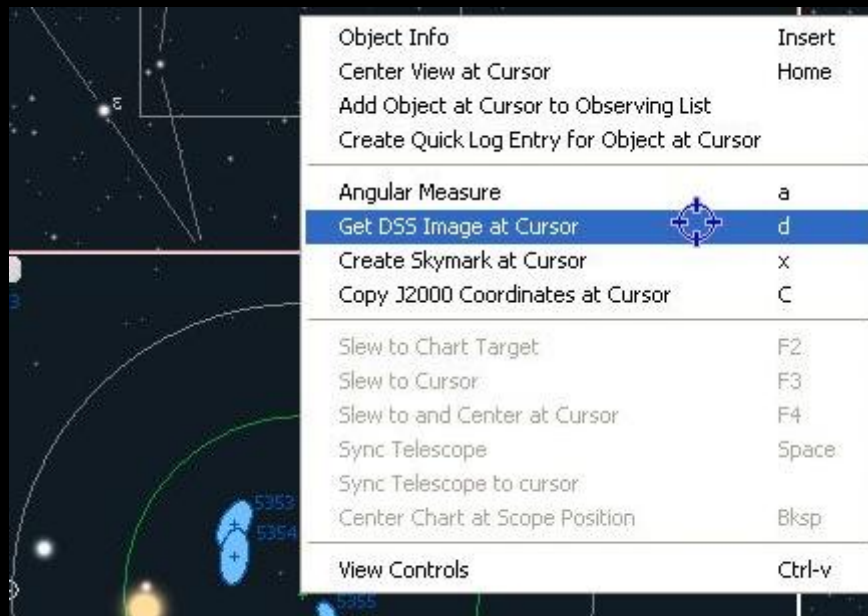 Object Info Insert
Center View at Cursor Home
Add Object at Cursor to Observing List
Create Quick Log Entry for Object at Cursor
Angular Measure a
Get DSS Image at Cursor d
Create Skymark at Cursor x
Copy J2000 Coordinates at Cursor C
Slew to Chart Target F2
Slew to Cursor F3
Slew to and Center at Cursor F4
Sync Telescope Space
Sync Telescope to cursor
Center Chart at Scope Position Bksp
View Controls Ctrl-v
3
5353
5354
5355